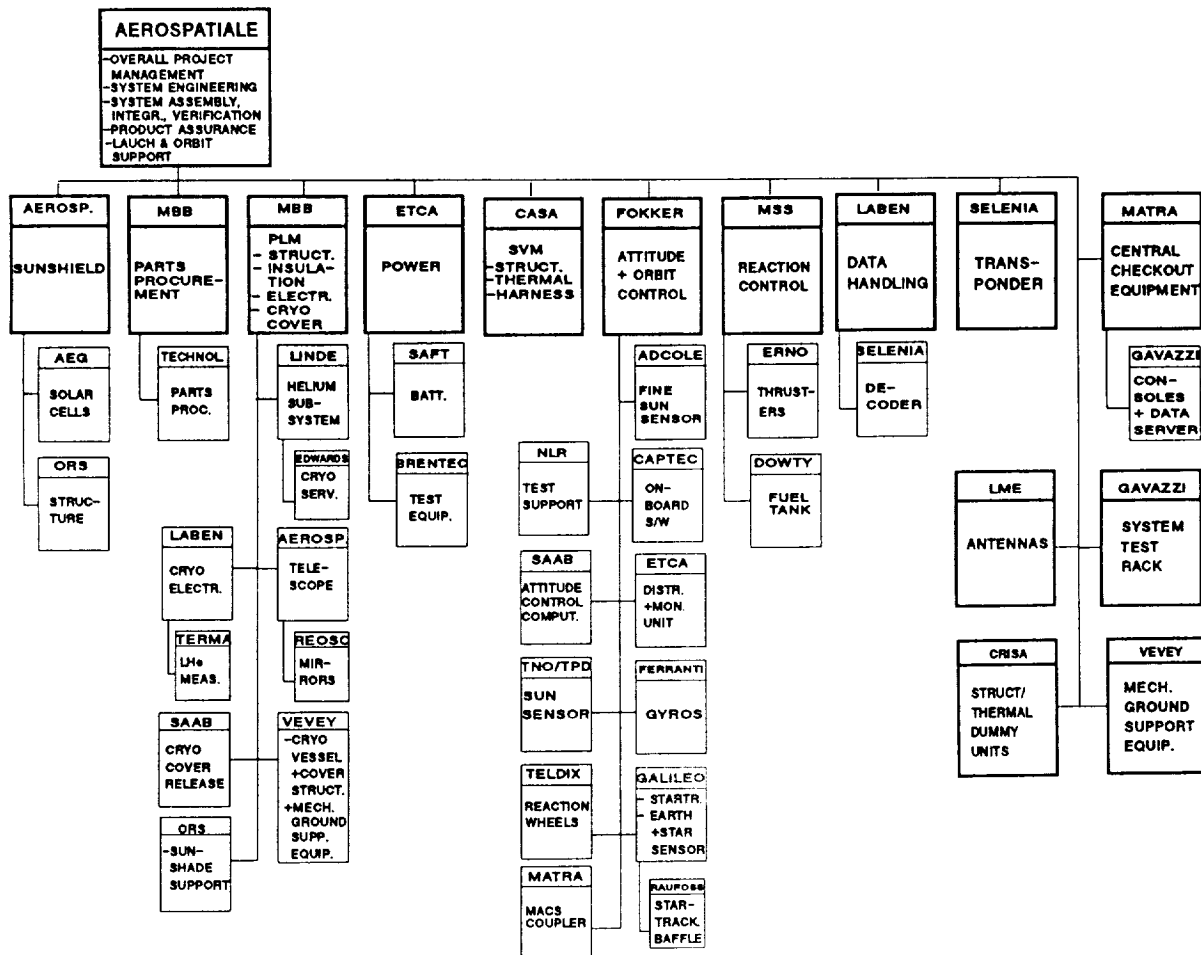 AEROSPATIALE
-OVERALL PROJECT
MANAGEMENT
-SYSTEM ENGINEERING
-SYSTEM ASSEMBLY,
INTEGR., VERIFICATION
-PRODUCT ASSURANCE
-LAUCH & ORBIT
SUPPORT
AEROSP.
SUNSHIELD
MBB
PARTS
PROCURE-
MENT
MBB
PLM
- STRUCT.
- INSULA-
TION
- ELECTR.
- CRYO
COVER
ETCA
POWER
CASA
SVM
-STRUCT.
-THERMAL
-HARNESS
FOKKER
ATTITUDE
+ ORBIT
CONTROL
MSS
REACTION
CONTROL
LABEN
DATA
HANDLING
SELENIA
TRANS-
PONDER
MATRA
CENTRAL
CHECKOUT
EQUIPMENT
AEG
SOLAR
CELLS
ORS
STRUC-
TURE
TECHNOL
PARTS
PROC.
LINDE
HELIUM
SUB-
SYSTEM
EDWARDS
CRYO
SERV.
LABEN
CRYO
ELECTR.
AEROSP.
TELE-
SCOPE
TERMA
LHe
MEAS.
REOSC
MIR-
RORS
SAAB
CRYO
COVER
RELEASE
VEVEY
-CRYO
VESSEL
+COVER
STRUCT.
+MECH.
GROUND
SUPP.
EQUIP.
ORS
-SUN-
SHADE
SUPPORT
SAFT
BATT.
BRENTEC
TEST
EQUIP.
ADCOLE
FINE
SUN
SENSOR
NLR
TEST
SUPPORT
CAPTEC
ON-
BOARD
S/W
SAAB
ATTITUDE
CONTROL
COMPUT.
ETCA
DISTR.
+MON.
UNIT
TNO/TPD
SUN
SENSOR
FERRANTI
GYROS
TELDIX
REACTION
WHEELS
GALILEO
- STARTR.
- EARTH
+STAR
SENSOR
MATRA
MACS
COUPLER
RAUFOSS
STAR-
TRACK.
BAFFLE
ERNO
THRUST-
ERS
DOWTY
FUEL
TANK
SELENIA
DE-
CODER
GAVAZZI
CON-
SOLES
+ DATA
SERVER
LME
ANTENNAS
GAVAZZI
SYSTEM
TEST
RACK
CRISA
STRUCT/
THERMAL
DUMMY
UNITS
VEVEY
MECH.
GROUND
SUPPORT
EQUIP.